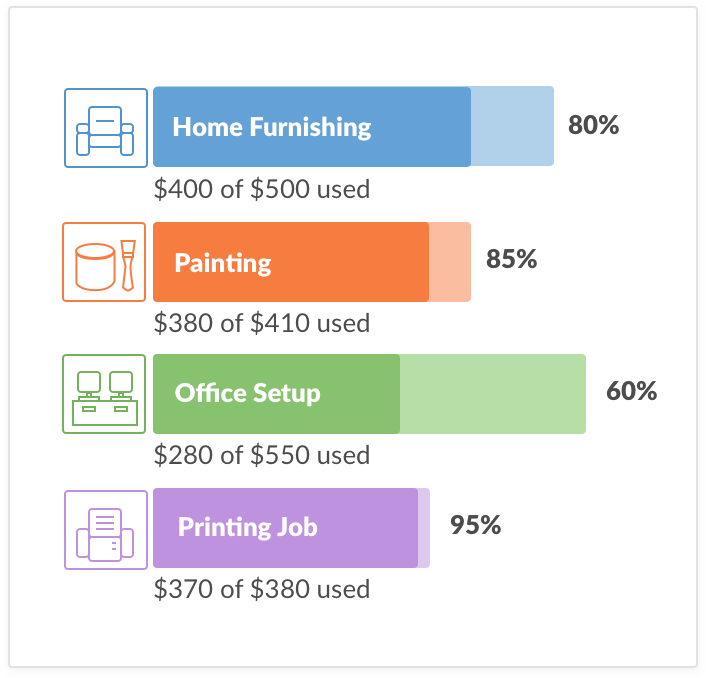 Home Furnishing
80%
$400 of $500 used
Painting
85%
$380 of $410 used
Office Setup
60%
$280 of $550 used
Printing Job
95%
$370 of $380 used